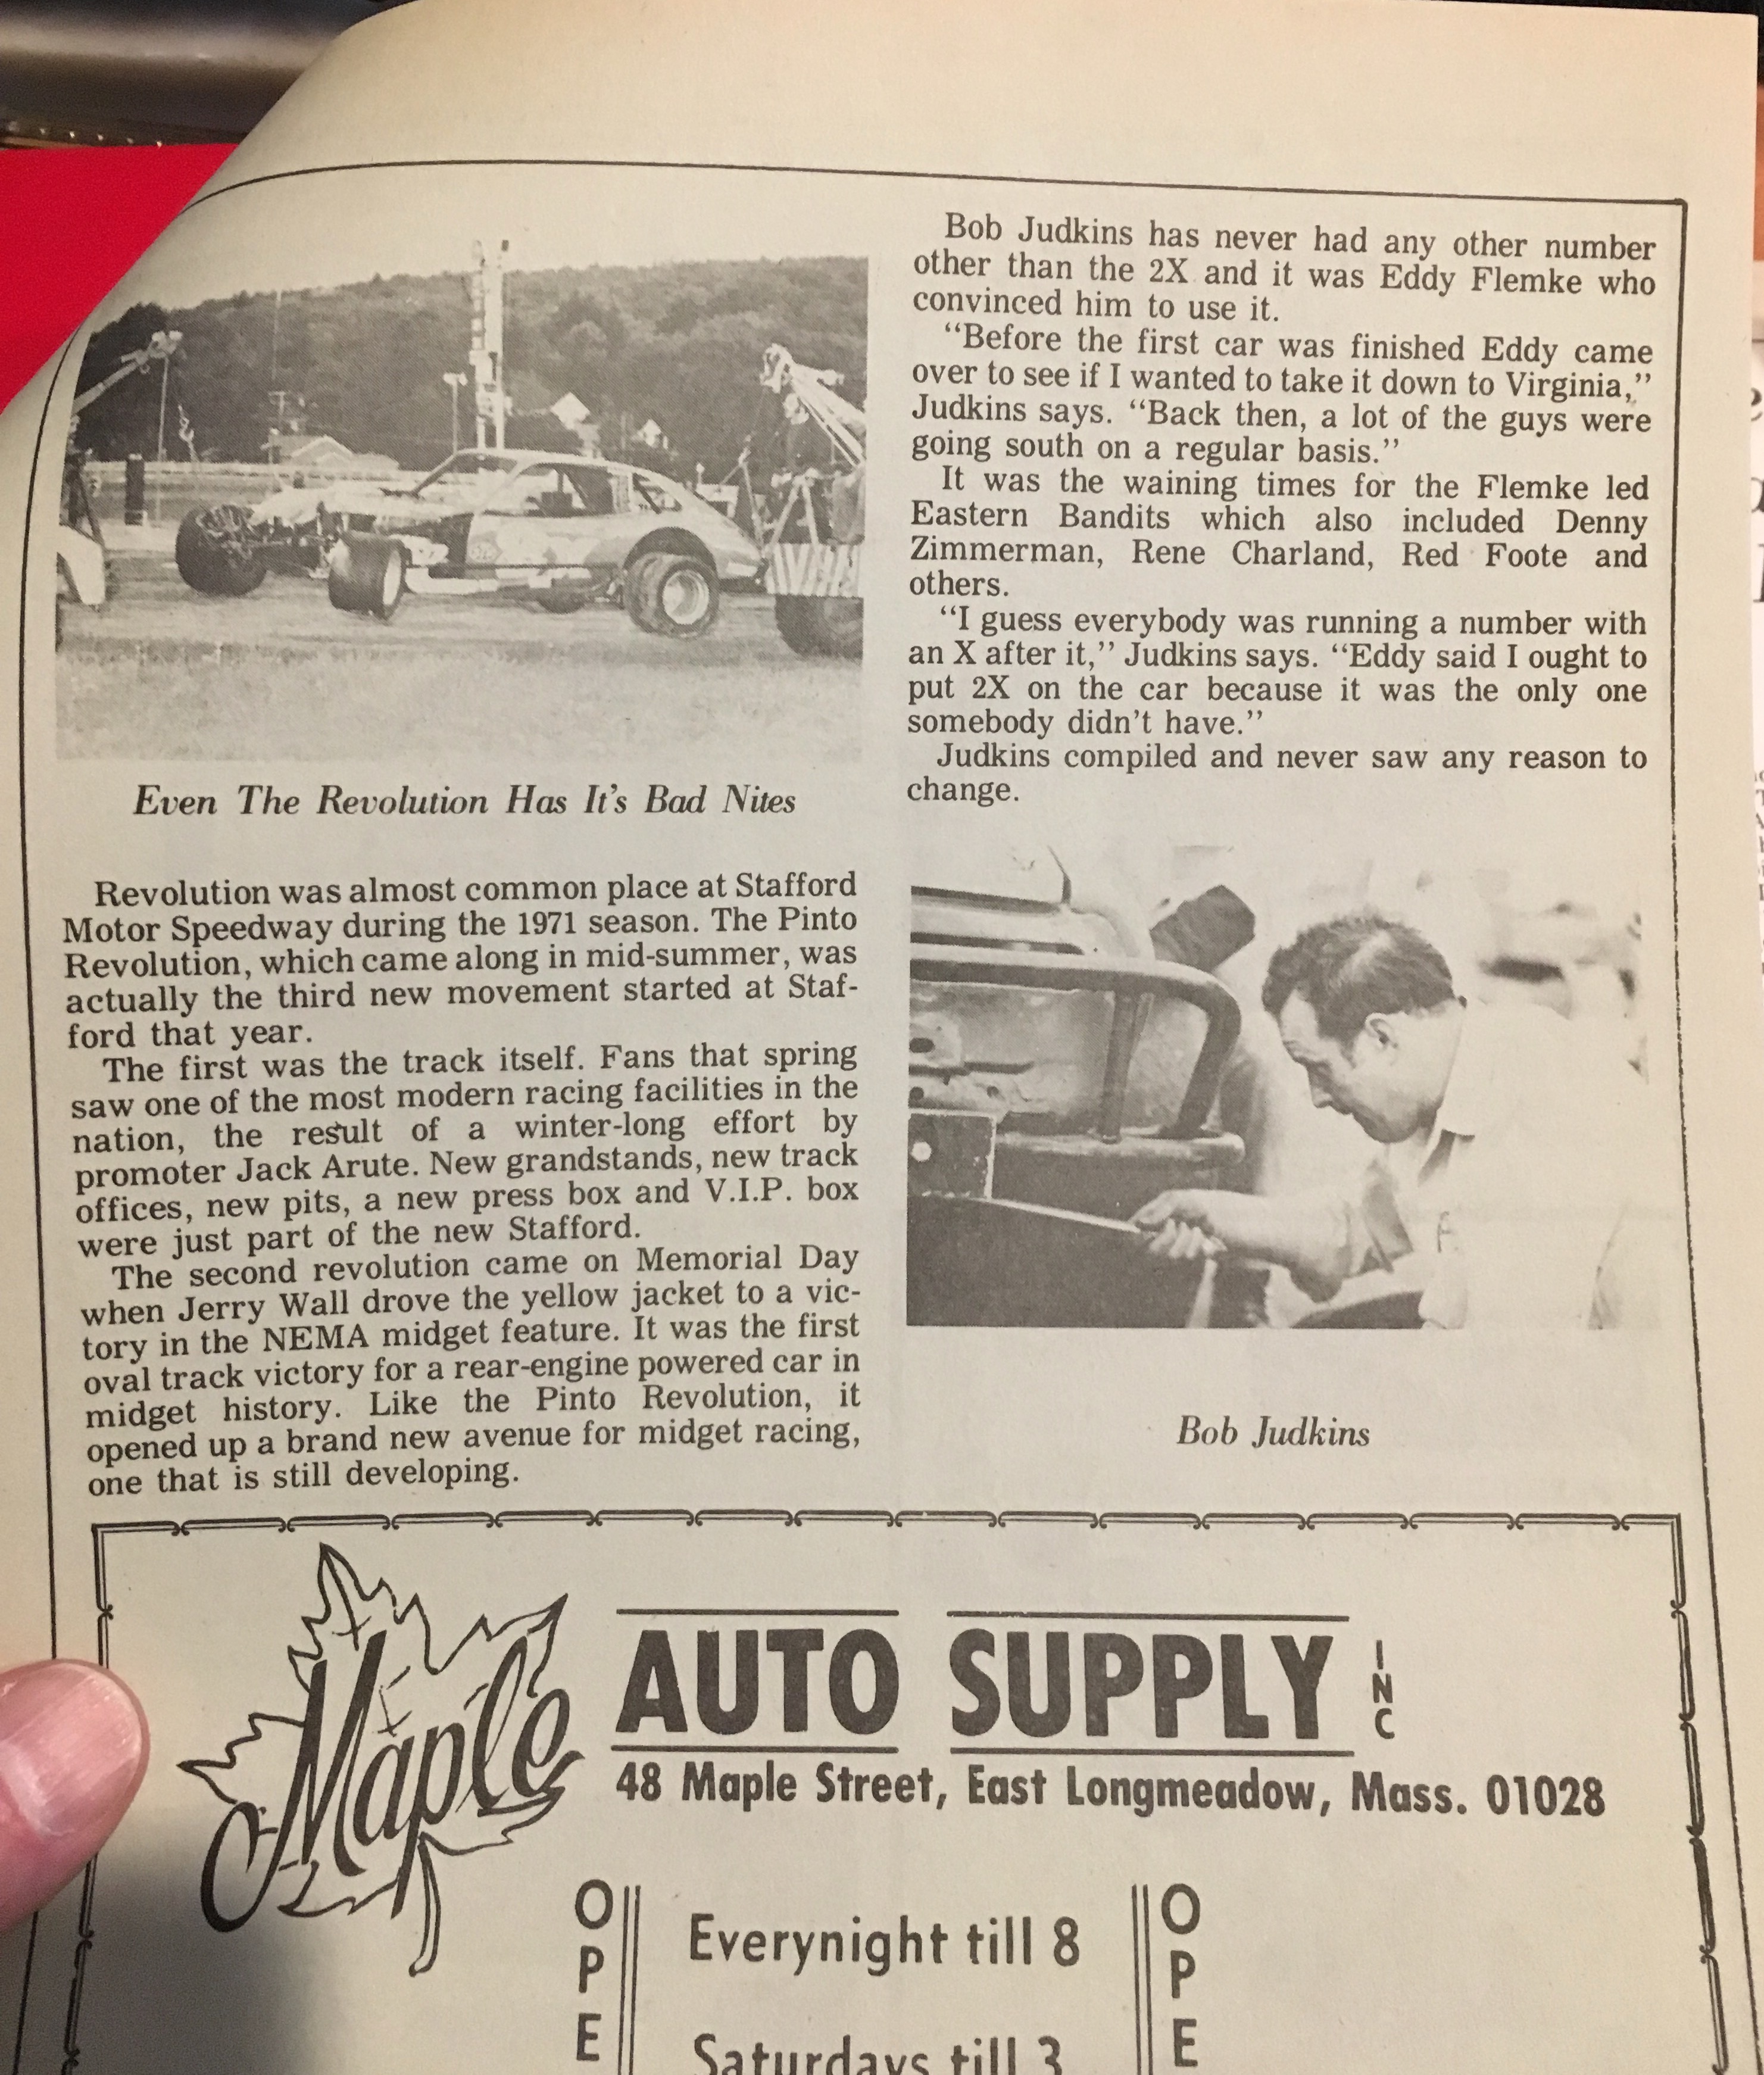 Even The Revolution Has It's Bad Nites
Revolution was almost common place at Stafford
Motor Speedway during the 1971 season. The Pinto
Revolution, which came along in mid-summer, was
actually the third new movement started at Staf-
ford that year.
The first was the track itself. Fans that spring
saw one of the most modern racing facilities in the
nation, the result of a winter-long effort by
promoter Jack Arute. New grandstands, new track
offices, new pits, a new press box and V.I.P. box
were just part of the new Stafford.
The second revolution came on Memorial Day
when Jerry Wall drove the yellow jacket to a vic-
tory in the NEMA midget feature. It was the first
oval track victory for a rear-engine powered car in
midget history. Like the Pinto Revolution, it
opened up a brand new avenue for midget racing,
one that is still developing.
Bob Judkins has never had any other number
other than the 2X and it was Eddy Flemke who
convinced him to use it.
“Before the first car was finished Eddy came
over to see if I wanted to take it down to Virginia,”
Judkins says. “Back then, a lot of the guys were
going south on a regular basis.”
It was the waining times for the Flemke led
Eastern Bandits which also included Denny
Zimmerman, Rene Charland, Red Foote and
others.
“I guess everybody was running a number with
an X after it,” Judkins says. “Eddy said I ought to
put 2X on the car because it was the only one
somebody didn't have.”
Judkins compiled and never saw any reason to
change.
Bob Judkins
Maple
AUTO SUPPLY INC
48 Maple Street, East Longmeadow, Mass. 01028
OPE
Everynight till 8
Saturdays till 3
OPE